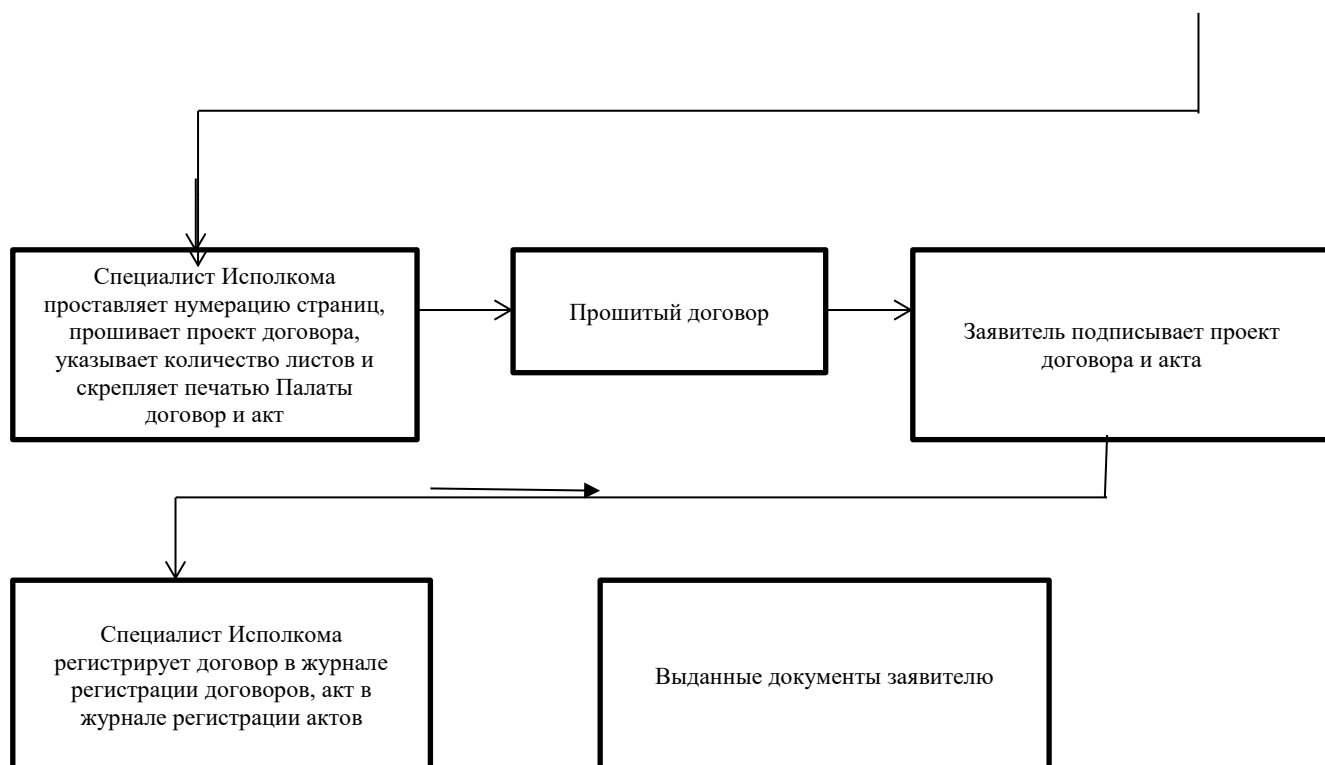 Специалист Исполкома
проставляет нумерацию страниц,
прошивает проект договора,
указывает количество листов и
скрепляет печатью Палаты
договор и акт
Прошитый договор
Заявитель подписывает проект
договора и акта
Специалист Исполкома
регистрирует договор в журнале
регистрации договоров, акт в
журнале регистрации актов
Выданные документы заявителю